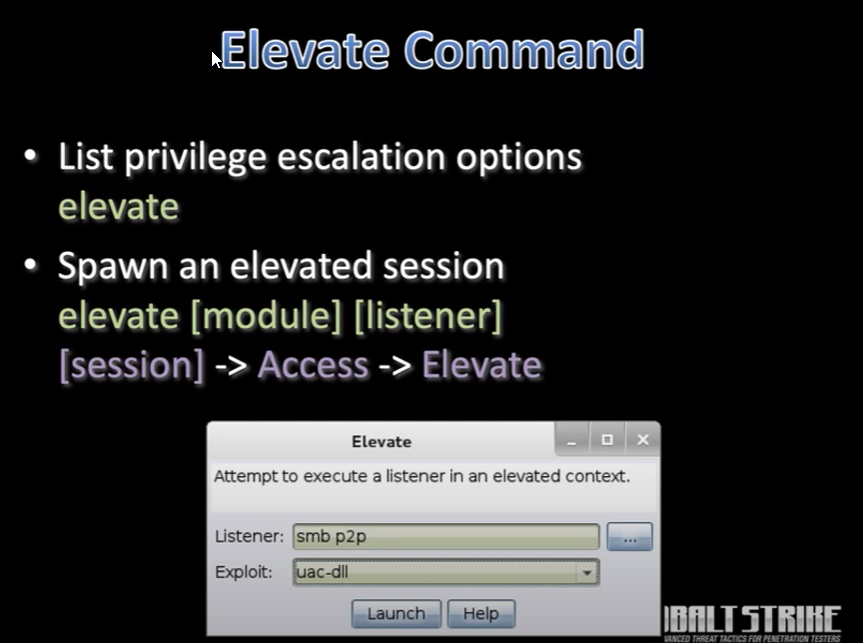 Elevate Command
• List privilege escalation options
elevate
• Spawn an elevated session
elevate [module] [listener]
[session] -> Access -> Elevate
Elevate
Attempt to execute a listener in an elevated context.
Listener: smb p2p ...
Exploit: uac-dll
Launch Help
OBALT STRIKE
VANCED THREAT TACTICS FOR PENETRATION TESTERS